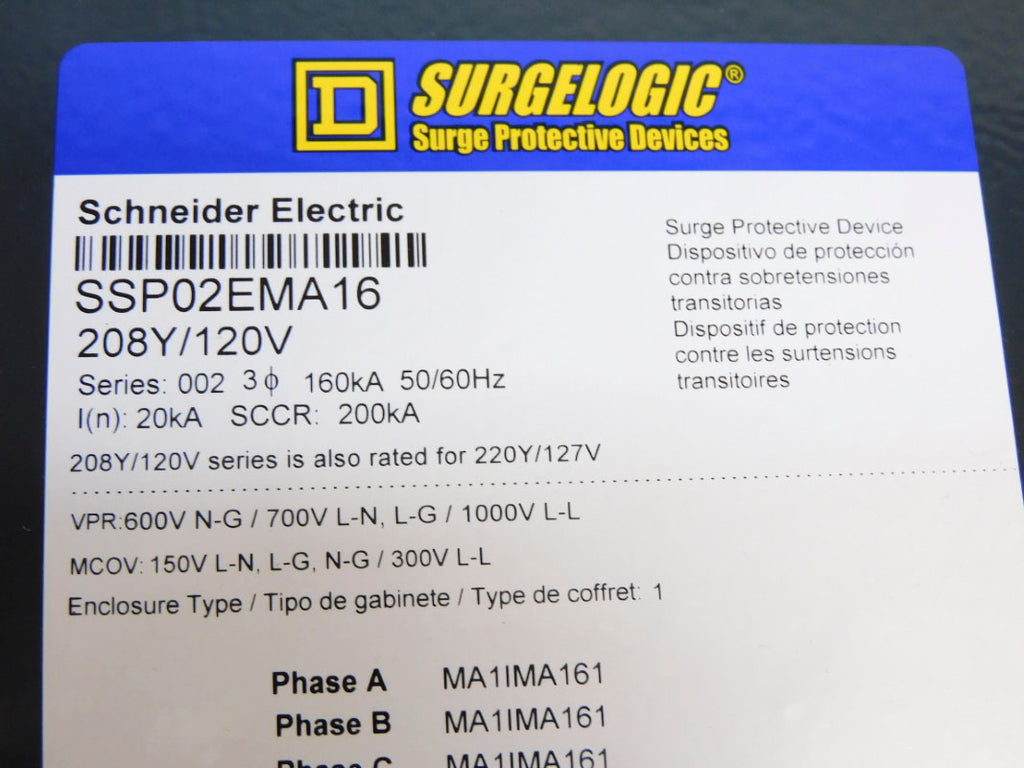 D
SURGELOGIC®
Surge Protective Devices
Schneider Electric
SSP02EMA16
208Y/120V
Series: 002 3ϕ 160kA 50/60Hz
I(n): 20kA SCCR: 200kA
208Y/120V series is also rated for 220Y/127V
Surge Protective Device
Dispositivo de protección
contra sobretensiones
transitorias
Dispositif de protection
contre les surtensions
transitoires
VPR:600V N-G / 700V L-N, L-G / 1000V L-L
MCOV: 150V L-N, L-G, N-G / 300V L-L
Enclosure Type / Tipo de gabinete / Type de coffret: 1
Phase A MA1IMA161
Phase B MA1IMA161
Phase C MA1IMA161